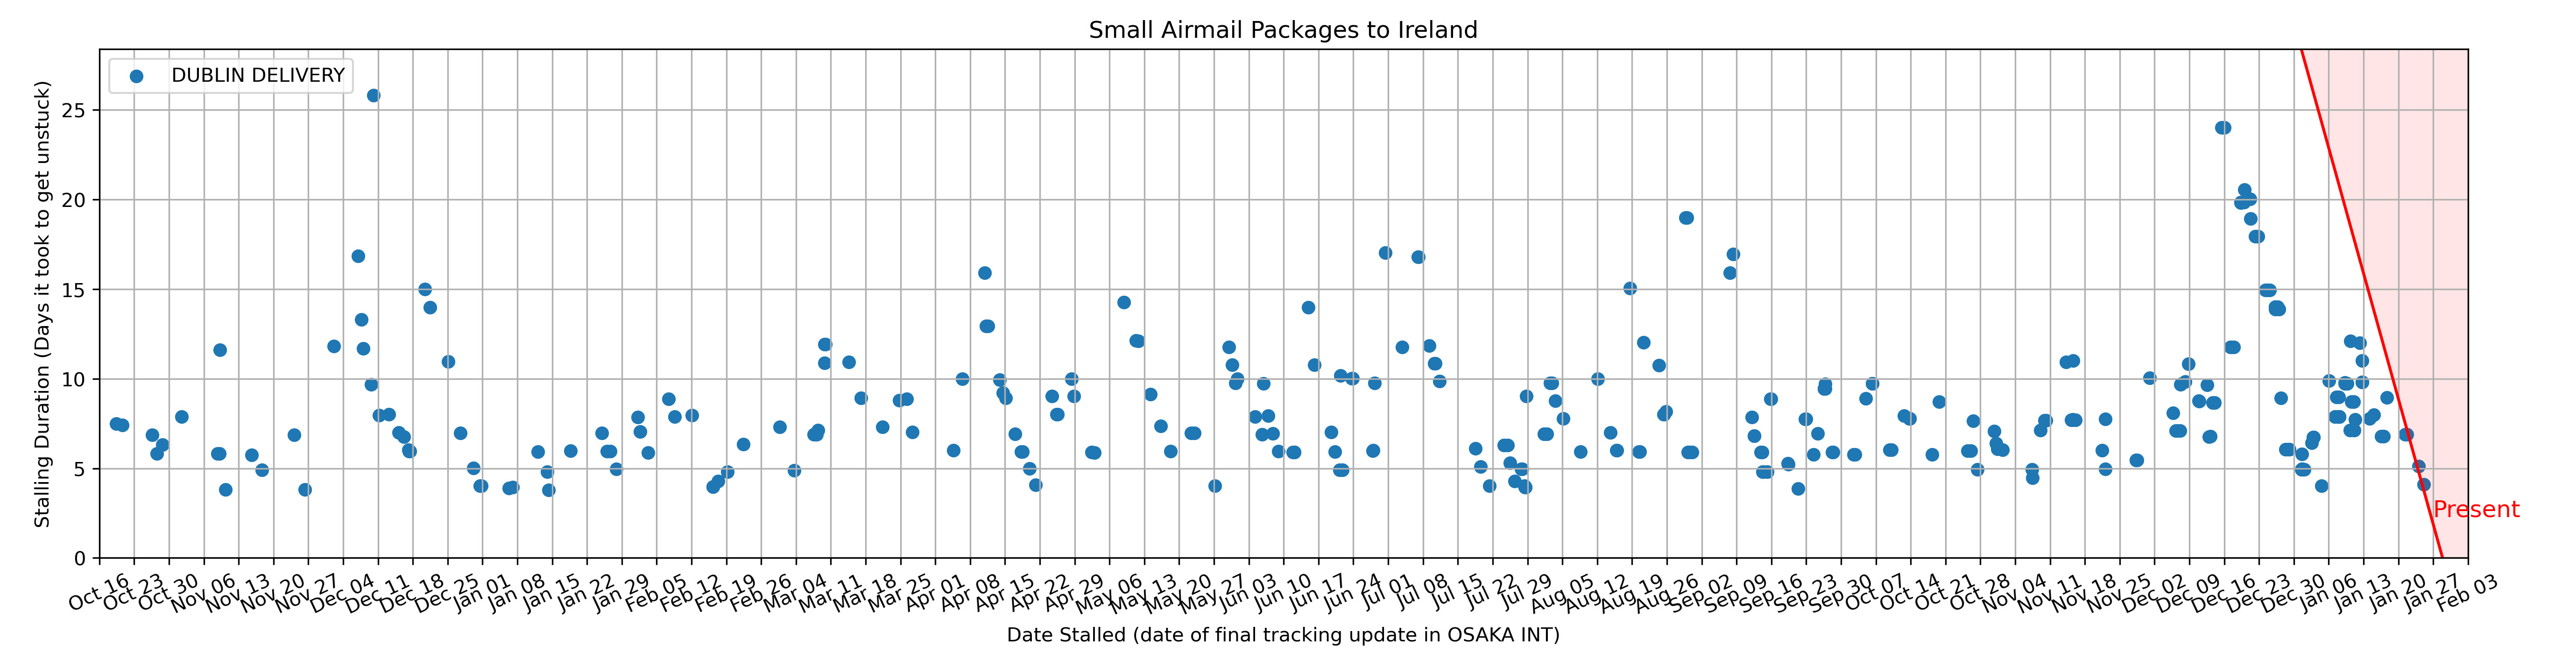 Small Airmail Packages to Ireland
DUBLIN DELIVERY
Stalling Duration (Days it took to get unstuck)
25
20
15
10
5
0
Present
Oct 16 Oct 23 Oct 30 Nov 06 Nov 13 Nov 20 Nov 27 Dec 04 Dec 11 Dec 18 Dec 25 Jan 01 Jan 08 Jan 15 Jan 22 Jan 29 Feb 05 Feb 12 Feb 19 Feb 26 Mar 04 Mar 11 Mar 18 Mar 25 Apr 01 Apr 08 Apr 15 Apr 22 Apr 29 May 06 May 13 May 20 May 27 Jun 03 Jun 10 Jun 17 Jun 24 Jul 01 Jul 08 Jul 15 Jul 22 Jul 29 Aug 05 Aug 12 Aug 19 Aug 26 Sep 02 Sep 09 Sep 16 Sep 23 Sep 30 Oct 07 Oct 14 Oct 21 Oct 28 Nov 04 Nov 11 Nov 18 Nov 25 Dec 02 Dec 09 Dec 16 Dec 23 Dec 30 Jan 06 Jan 13 Jan 20 Jan 27 Feb 03
Date Stalled (date of final tracking update in OSAKA INT)